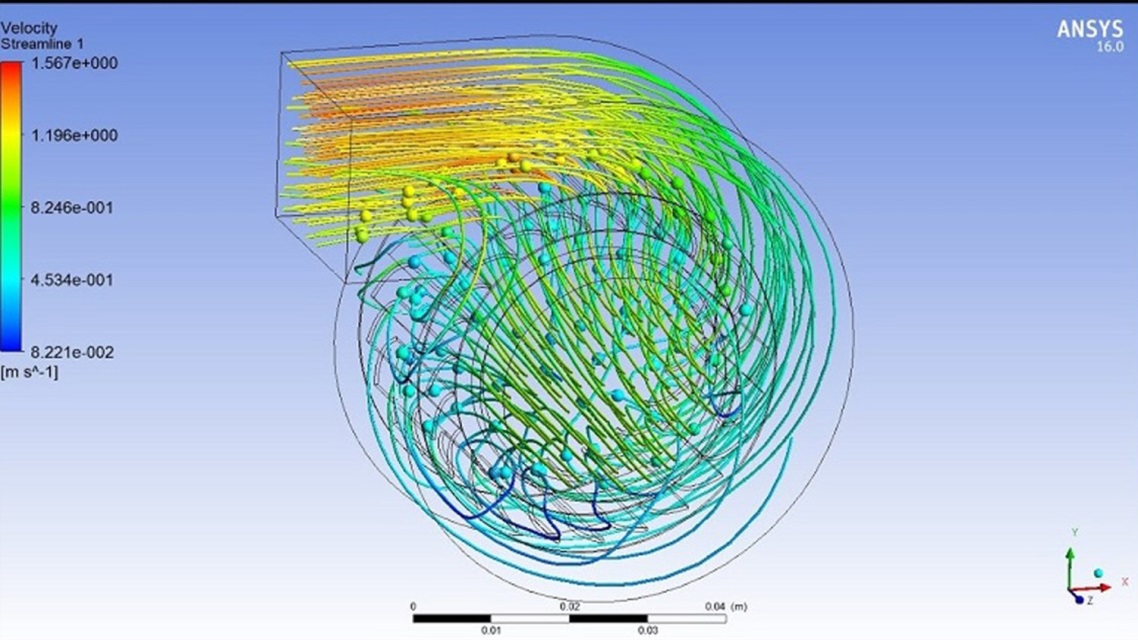 Velocity
Streamline 1
1.567e+000
1.196e+000
8.246e-001
4.534e-001
8.221e-002
[m s^-1]
ANSYS
16.0
Y
X
Z
0 0.02 0.04 (m)
0.01 0.03